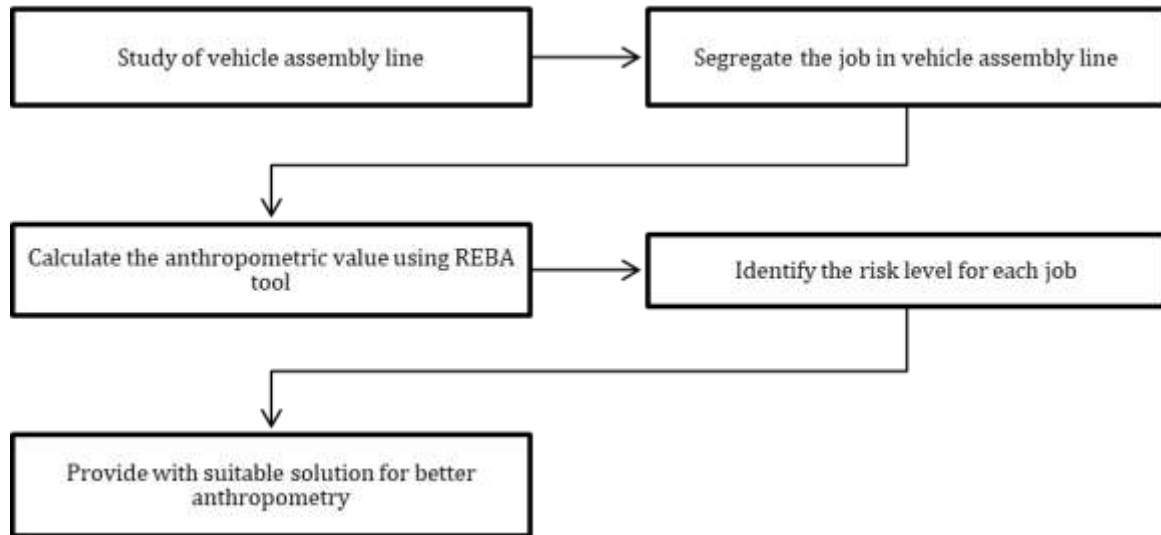 Study of vehicle assembly line
Segregate the job in vehicle assembly line
Calculate the anthropometric value using REBA
tool
Identify the risk level for each job
Provide with suitable solution for better
anthropometry